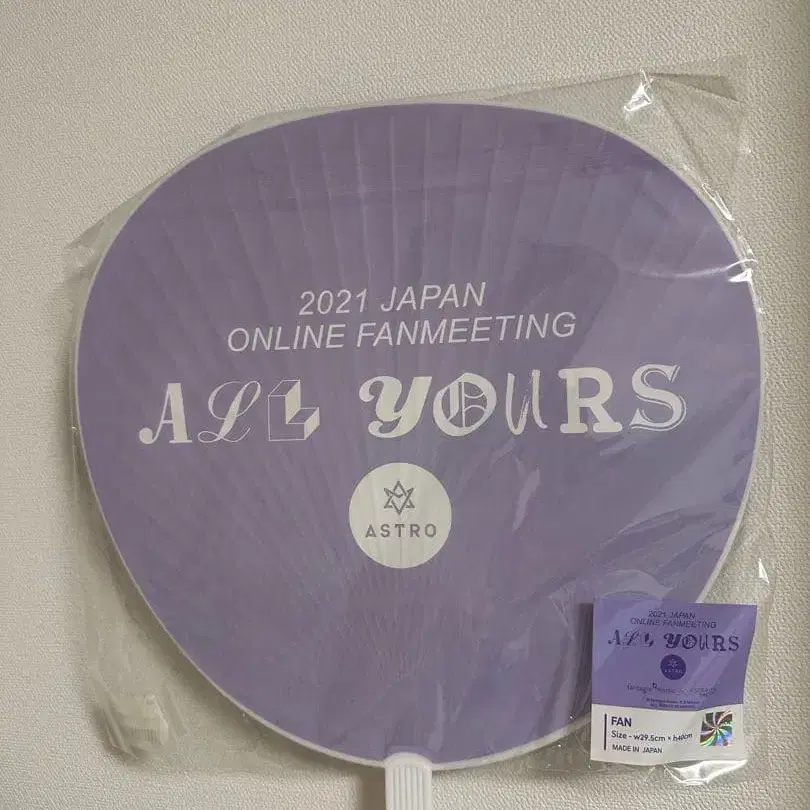 2021 JAPAN
ONLINE FANMEETING
ALL YOURS
ASTRO
2021 JAPAN
ONLINE FANMEETING
ALL YOURS
ASTRO
FAN
Size - w29.5cm × h40cm
MADE IN JAPAN